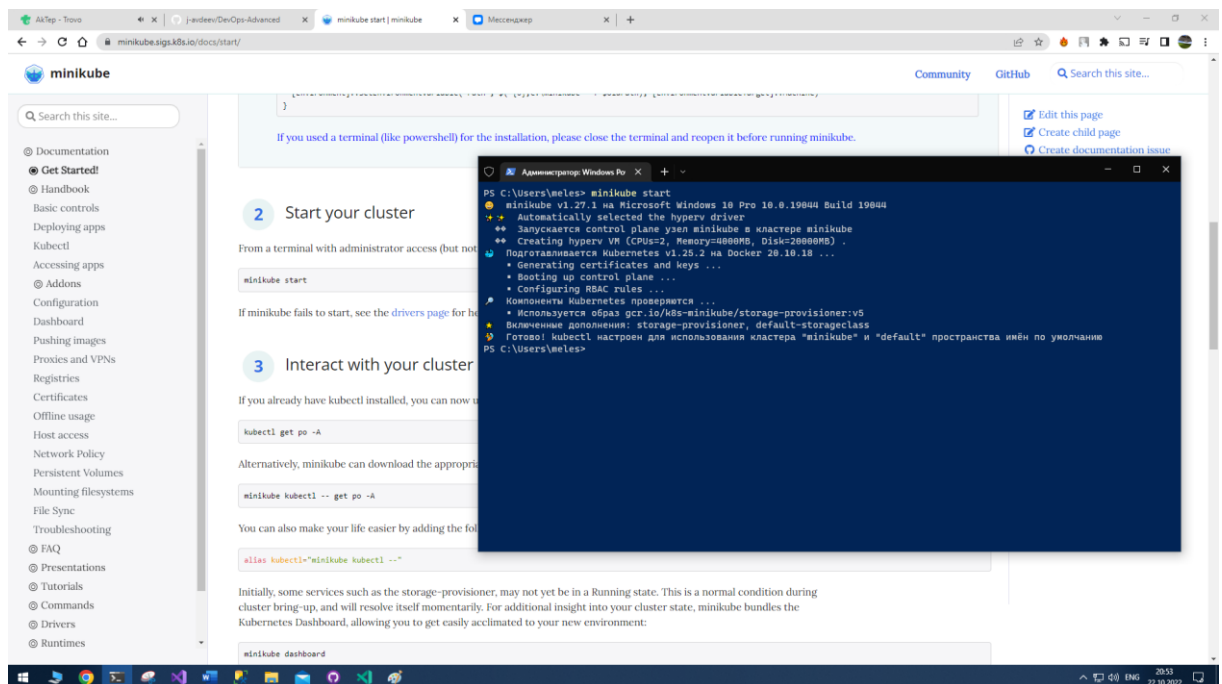 AkTep - Trovo
j-avdeev/DevOps-Advanced
minikube start | minikube
Мессенджер
minikube.sigs.k8s.io/docs/start/
minikube
Community
GitHub
Search this site...
Search this site...
Documentation
Get Started!
Handbook
Basic controls
Deploying apps
Kubectl
Accessing apps
Addons
Configuration
Dashboard
Pushing images
Proxies and VPNs
Registries
Certificates
Offline usage
Host access
Network Policy
Persistent Volumes
Mounting filesystems
File Sync
Troubleshooting
FAQ
Presentations
Tutorials
Commands
Drivers
Runtimes
}
If you used a terminal (like powershell) for the installation, please close the terminal and reopen it before running minikube.
2 Start your cluster
From a terminal with administrator access (but not
minikube start
If minikube fails to start, see the drivers page for he
3 Interact with your cluster
If you already have kubectl installed, you can now u
kubectl get po -A
Alternatively, minikube can download the appropria
minikube kubectl -- get po -A
You can also make your life easier by adding the fol
alias kubectl="minikube kubectl --"
Initially, some services such as the storage-provisioner, may not yet be in a Running state. This is a normal condition during
cluster bring-up, and will resolve itself momentarily. For additional insight into your cluster state, minikube bundles the
Kubernetes Dashboard, allowing you to get easily acclimated to your new environment:
minikube dashboard
Edit this page
Create child page
Create documentation issue
Администратор: Windows Po
PS C:\Users\meles> minikube start
minikube v1.27.1 на Microsoft Windows 10 Pro 10.0.19044 Build 19044
Automatically selected the hyperv driver
Запускается control plane узел minikube в кластере minikube
Creating hyperv VM (CPUs=2, Memory=4000MB, Disk=20000MB) .
Подготавливается Kubernetes v1.25.2 на Docker 20.10.18 ...
▪ Generating certificates and keys ...
▪ Booting up control plane ...
▪ Configuring RBAC rules ...
Компоненты Kubernetes проверяются ...
▪ Используется образ gcr.io/k8s-minikube/storage-provisioner:v5
Включенные дополнения: storage-provisioner, default-storageclass
Готово! kubectl настроен для использования кластера "minikube" и "default" пространства имён по умолчанию
PS C:\Users\meles>
ENG
20:53
22.10.2022